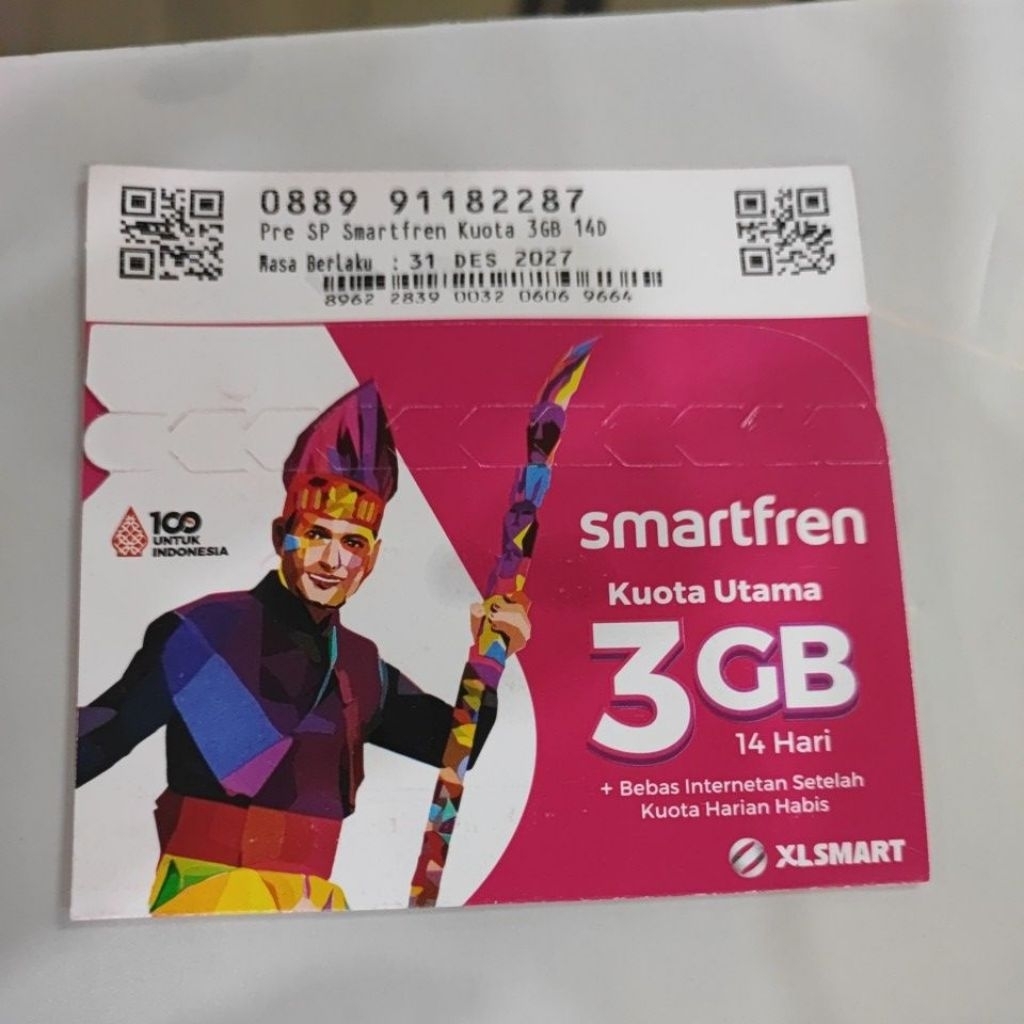 0889 91182287
Pre SP Smartfren Kuota 3GB 14D
Masa Berlaku : 31 DES 2027
8962 2839 0032 0606 9664
100
UNTUK
INDONESIA
smartfren
Kuota Utama
3GB
14 Hari
+ Bebas Internetan Setelah
Kuota Harian Habis
XLSMART